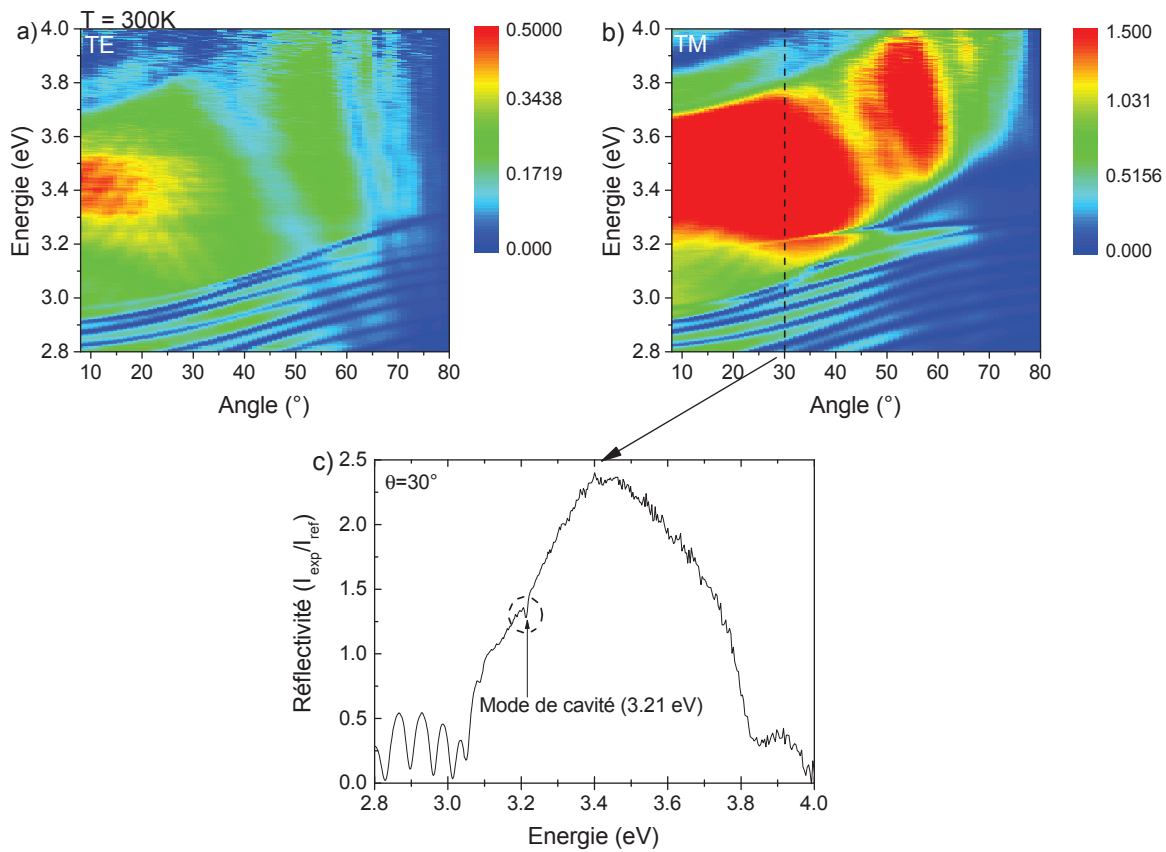 T = 300K
a)
TE
Energie (eV)
4.0
3.8
3.6
3.4
3.2
3.0
2.8
10 20 30 40 50 60 70 80
Angle (°)
0.5000
0.3438
0.1719
0.000
b)
TM
Energie (eV)
4.0
3.8
3.6
3.4
3.2
3.0
2.8
10 20 30 40 50 60 70 80
Angle (°)
1.500
1.031
0.5156
0.000
c)
θ=30°
Réflectivité (I_exp/I_ref)
2.5
2.0
1.5
1.0
0.5
0.0
Mode de cavité (3.21 eV)
2.8 3.0 3.2 3.4 3.6 3.8 4.0
Energie (eV)